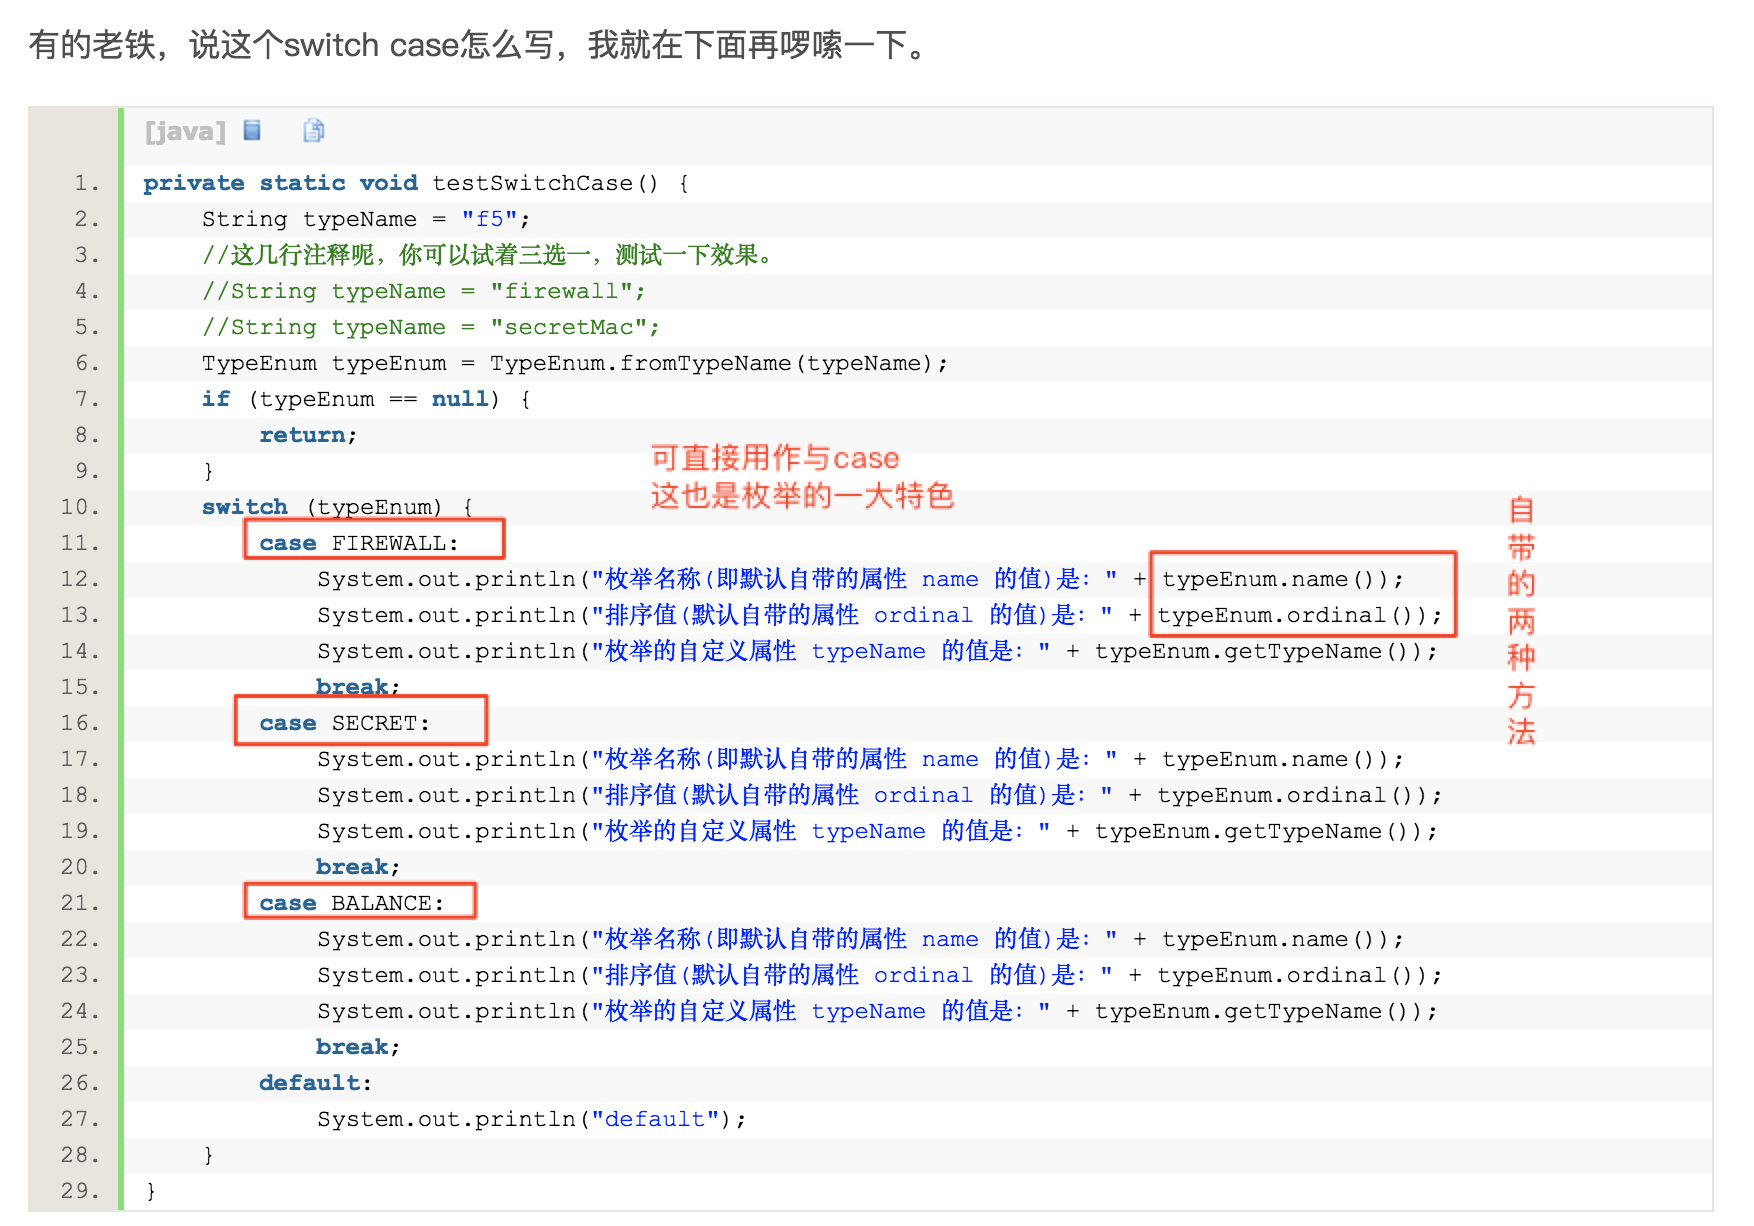 有的老铁，说这个switch case怎么写，我就在下面再啰嗦一下。
[java]
1. private static void testSwitchCase() {
2. String typeName = "f5";
3. //这几行注释呢，你可以试着三选一，测试一下效果。
4. //String typeName = "firewall";
5. //String typeName = "secretMac";
6. TypeEnum typeEnum = TypeEnum.fromTypeName(typeName);
7. if (typeEnum == null) {
8. return;
9. }
可直接用作与case
这也是枚举的一大特色
10. switch (typeEnum) {
11. case FIREWALL:
12. System.out.println("枚举名称(即默认自带的属性 name 的值)是：" + typeEnum.name());
13. System.out.println("排序值(默认自带的属性 ordinal 的值)是：" + typeEnum.ordinal());
14. System.out.println("枚举的自定义属性 typeName 的值是：" + typeEnum.getTypeName());
15. break;
自带的两种方法
16. case SECRET:
17. System.out.println("枚举名称(即默认自带的属性 name 的值)是：" + typeEnum.name());
18. System.out.println("排序值(默认自带的属性 ordinal 的值)是：" + typeEnum.ordinal());
19. System.out.println("枚举的自定义属性 typeName 的值是：" + typeEnum.getTypeName());
20. break;
21. case BALANCE:
22. System.out.println("枚举名称(即默认自带的属性 name 的值)是：" + typeEnum.name());
23. System.out.println("排序值(默认自带的属性 ordinal 的值)是：" + typeEnum.ordinal());
24. System.out.println("枚举的自定义属性 typeName 的值是：" + typeEnum.getTypeName());
25. break;
26. default:
27. System.out.println("default");
28. }
29. }